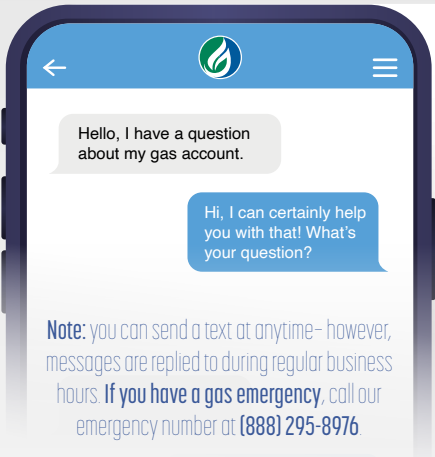 Hello, I have a question
about my gas account.
Hi, I can certainly help
you with that! What's
your question?
Note: you can send a text at anytime– however,
messages are replied to during regular business
hours. If you have a gas emergency, call our
emergency number at (888) 295-8976.